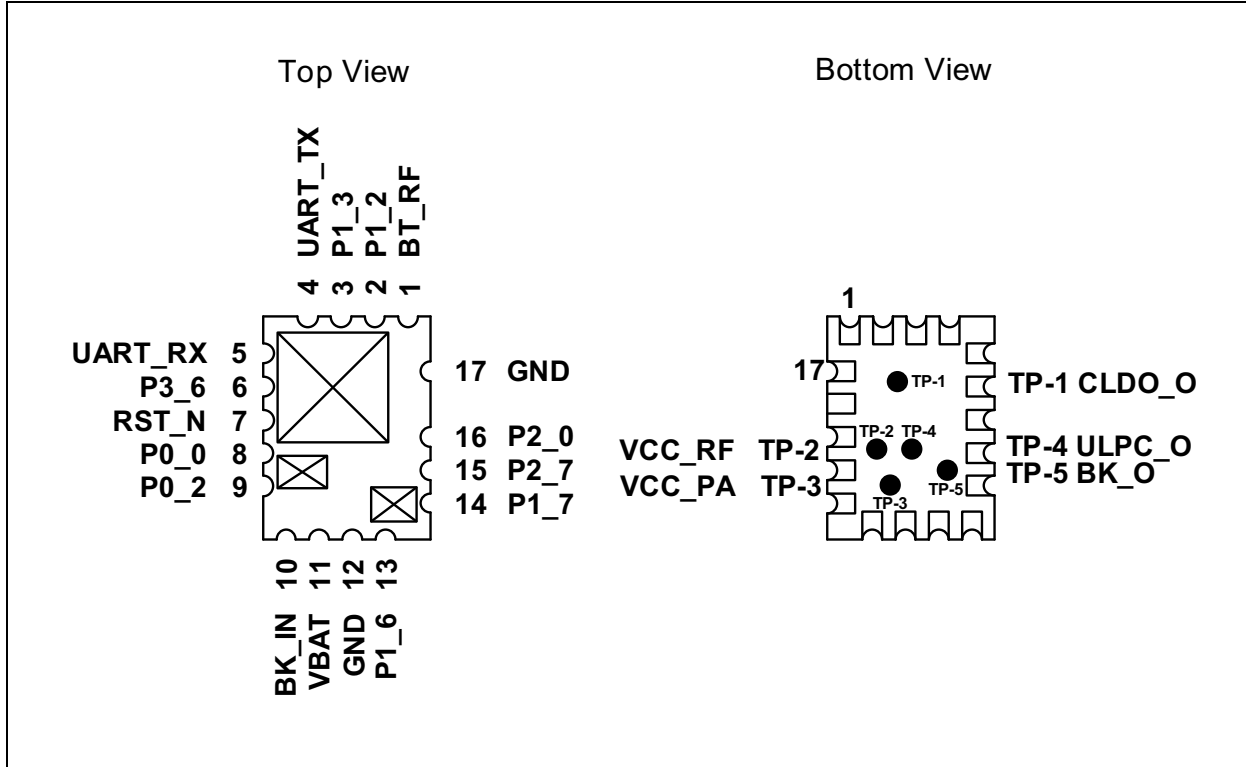 Top View
Bottom View
UART_TX
P1_3
P1_2
BT_RF
4 3 2 1
UART_RX 5
P3_6 6
RST_N 7
P0_0 8
P0_2 9
17 GND
16 P2_0
15 P2_7
14 P1_7
10 11 12 13
BK_IN
VBAT
GND
P1_6
1
17
TP-1
TP-2
TP-4
TP-3
TP-5
VCC_RF TP-2
VCC_PA TP-3
TP-1 CLDO_O
TP-4 ULPC_O
TP-5 BK_O